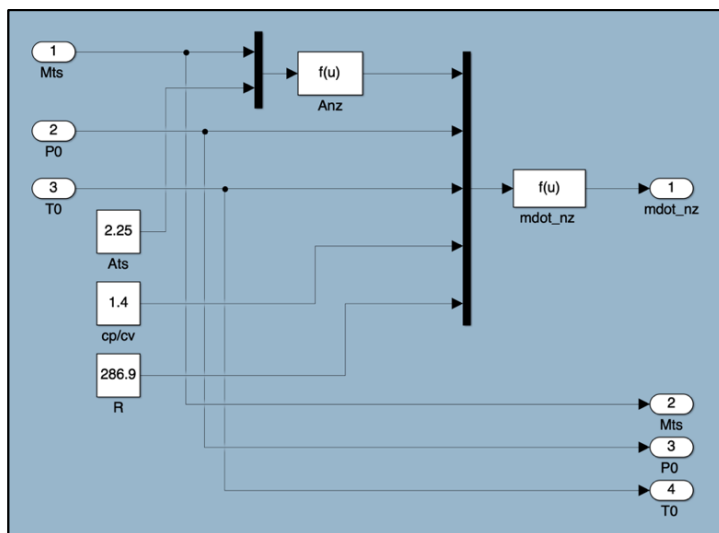 1
Mts
f(u)
Anz
2
P0
3
T0
f(u)
mdot_nz
1
mdot_nz
2.25
Ats
1.4
cp/cv
286.9
R
2
Mts
3
P0
4
T0